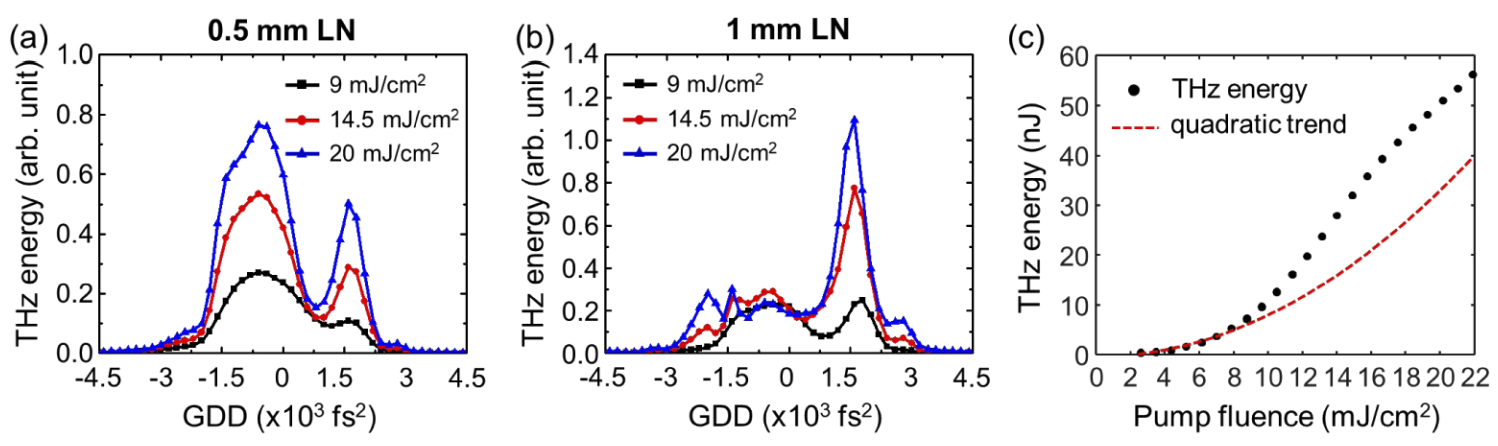 (a)
0.5 mm LN
THz energy (arb. unit)
1.0
0.8
0.6
0.4
0.2
0.0
9 mJ/cm²
14.5 mJ/cm²
20 mJ/cm²
-4.5 -3 -1.5 0 1.5 3 4.5
GDD (x10³ fs²)
(b)
1 mm LN
THz energy (arb. unit)
1.4
1.2
1.0
0.8
0.6
0.4
0.2
0.0
9 mJ/cm²
14.5 mJ/cm²
20 mJ/cm²
-4.5 -3 -1.5 0 1.5 3 4.5
GDD (x10³ fs²)
(c)
THz energy (nJ)
60
50
40
30
20
10
0
THz energy
quadratic trend
0 2 4 6 8 10 12 14 16 18 20 22
Pump fluence (mJ/cm²)